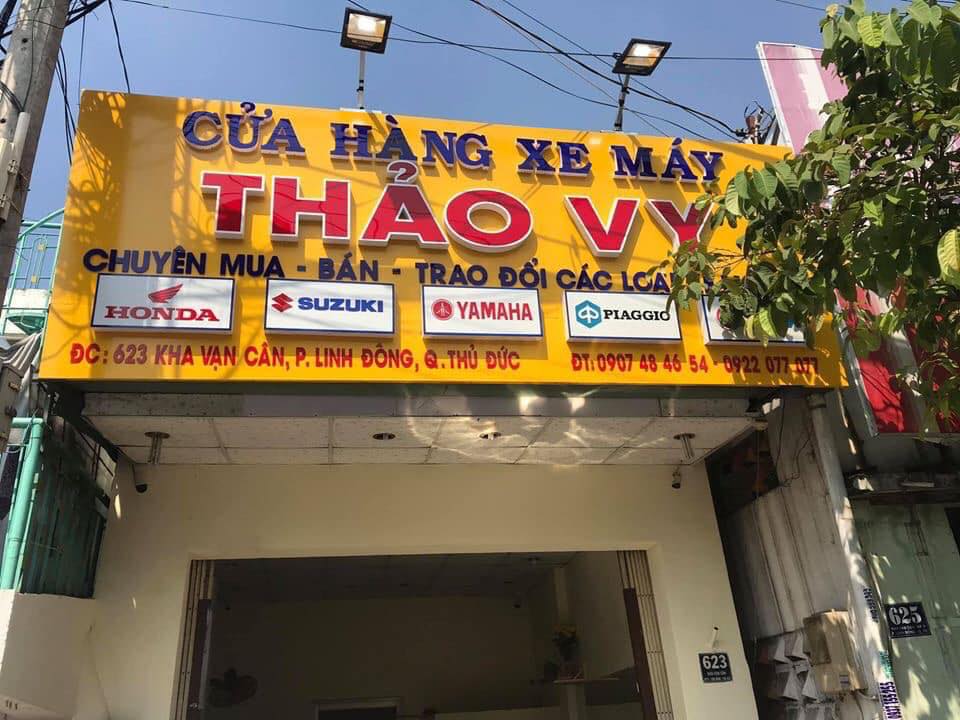 CỬA HÀNG XE MÁY
THẢO VY
CHUYÊN MUA - BÁN - TRAO ĐỔI CÁC LOẠI
HONDA
SUZUKI
YAMAHA
PIAGGIO
ĐC: 623 KHA VẠN CÂN, P. LINH ĐÔNG, Q. THỦ ĐỨC
ĐT: 0907 48 46 54 - 0922 077 077
623
625